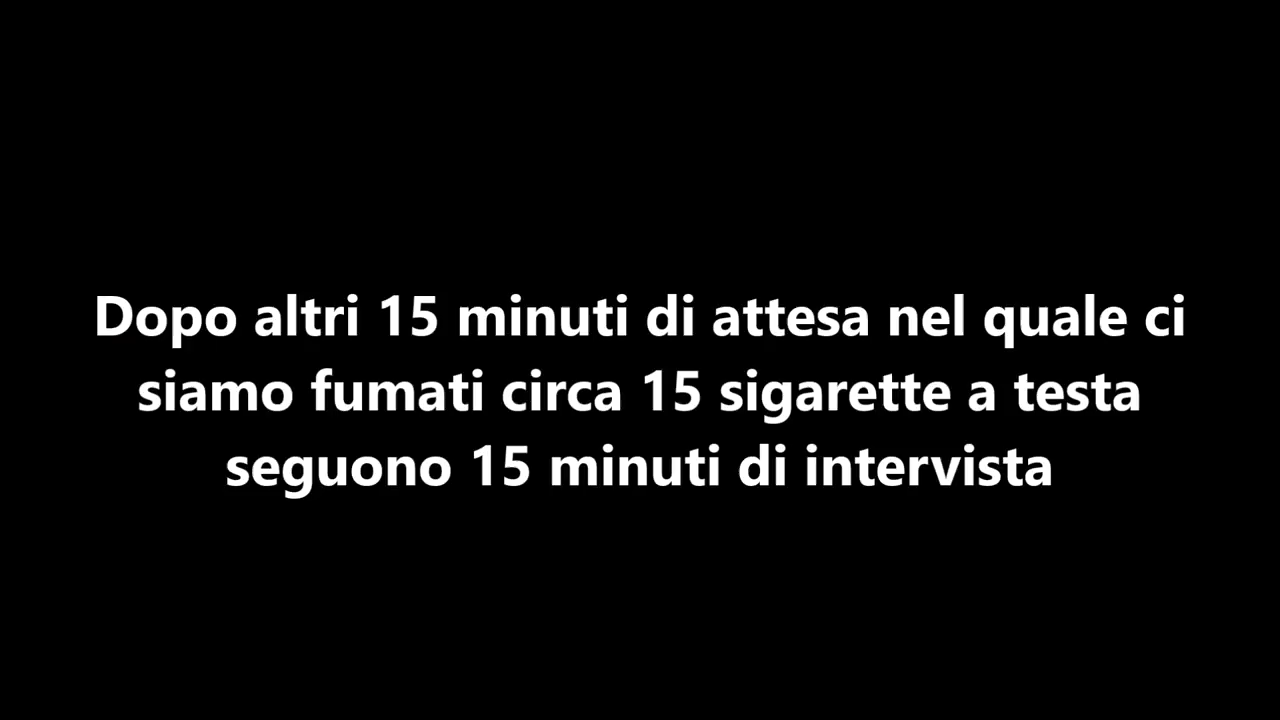 Dopo altri 15 minuti di attesa nel quale ci
siamo fumati circa 15 sigarette a testa
seguono 15 minuti di intervista